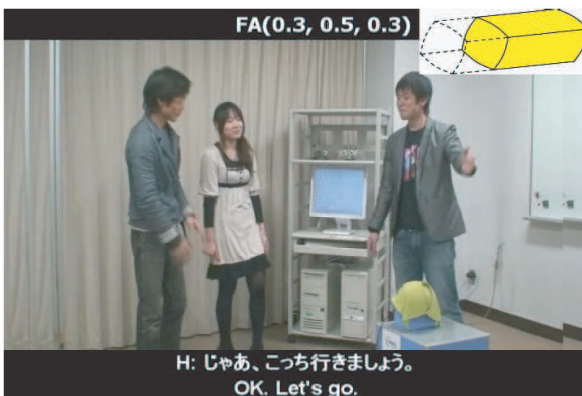 FA(0.3, 0.5, 0.3)
H: じゃあ、こっち行きましょう。
OK. Let's go.